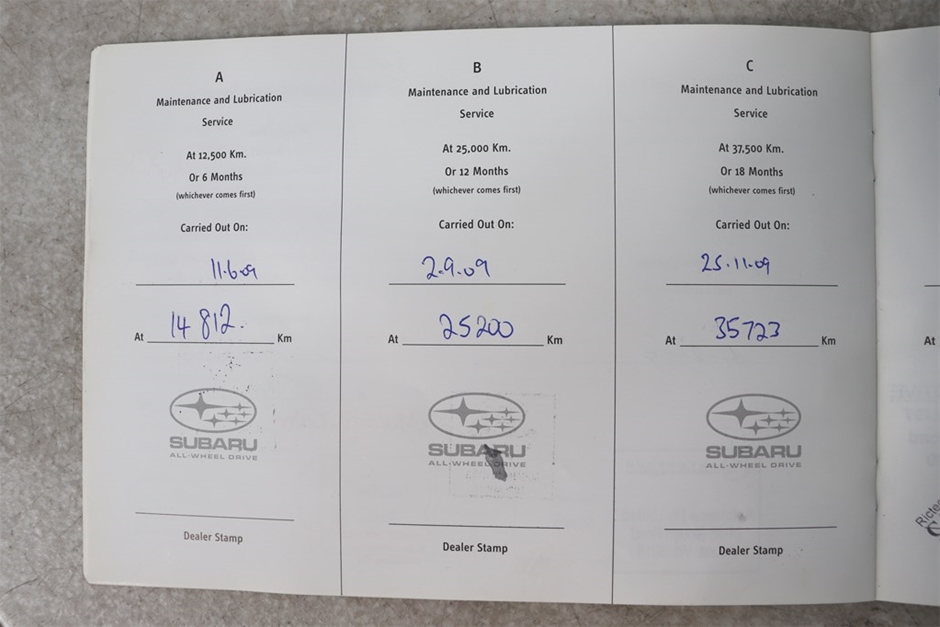 A
Maintenance and Lubrication
Service
At 12,500 Km.
Or 6 Months
(whichever comes first)
Carried Out On:
11.6.09
At 14 812. Km
SUBARU
ALL-WHEEL DRIVE
Dealer Stamp
B
Maintenance and Lubrication
Service
At 25,000 Km.
Or 12 Months
(whichever comes first)
Carried Out On:
2.9.09
At 25200 Km
SUBARU
ALL-WHEEL DRIVE
Dealer Stamp
C
Maintenance and Lubrication
Service
At 37,500 Km.
Or 18 Months
(whichever comes first)
Carried Out On:
25.11.09
At 35723 Km
SUBARU
ALL-WHEEL DRIVE
Dealer Stamp
At